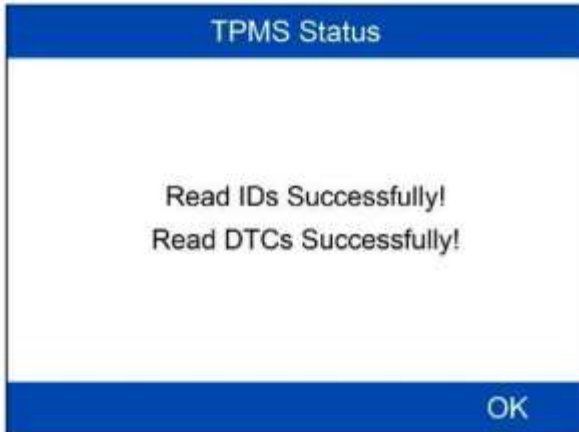 TPMS Status
Read IDs Successfully!
Read DTCs Successfully!
OK